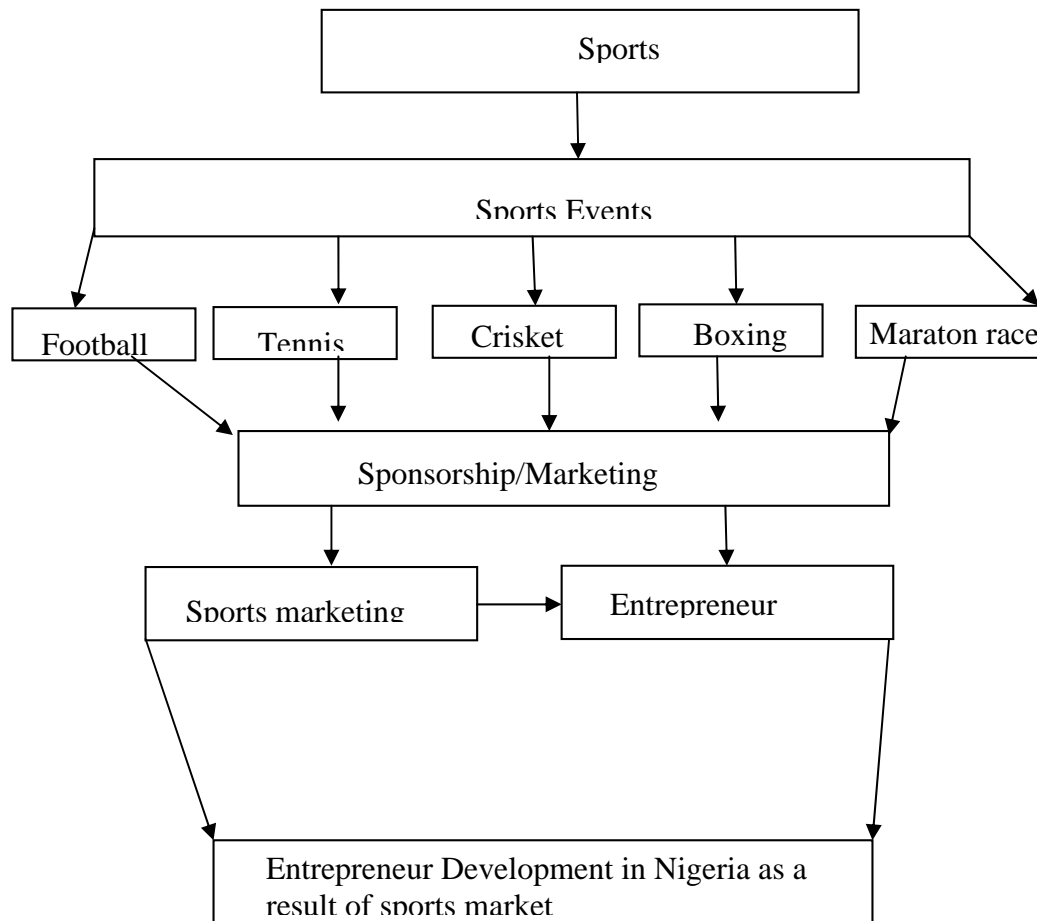 Sports
Sports Events
Football
Tennis
Crisket
Boxing
Maraton race
Sponsorship/Marketing
Sports marketing
Entrepreneur
Entrepreneur Development in Nigeria as a
result of sports market